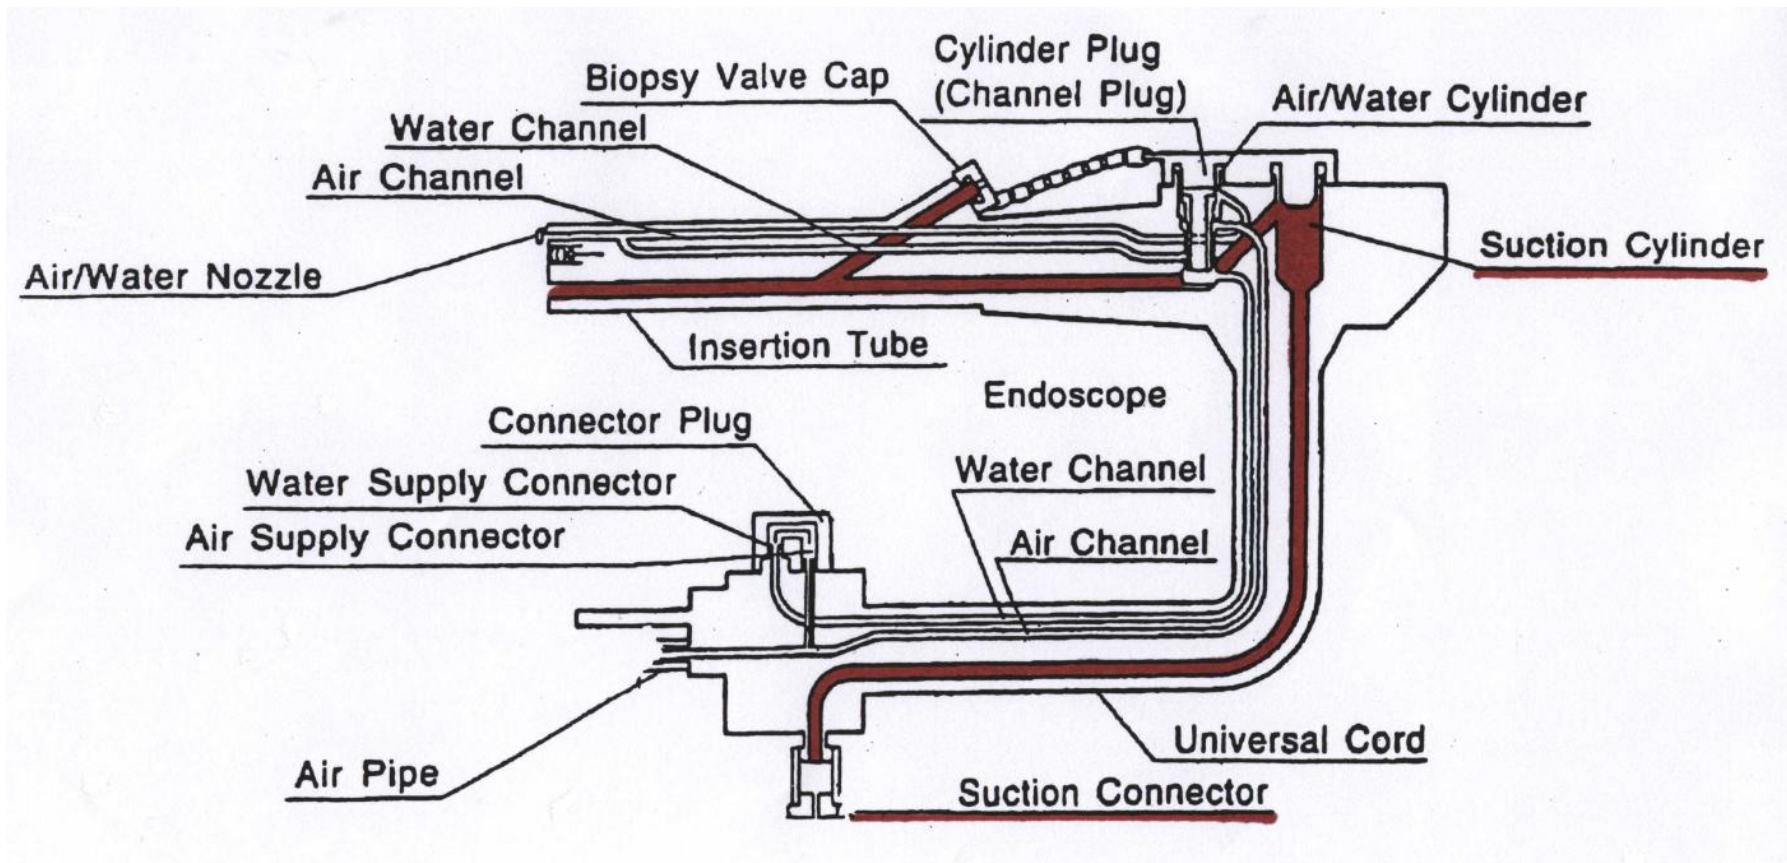 Cylinder Plug
(Channel Plug)
Biopsy Valve Cap
Air/Water Cylinder
Water Channel
Air Channel
Suction Cylinder
Air/Water Nozzle
Insertion Tube
Endoscope
Connector Plug
Water Channel
Water Supply Connector
Air Supply Connector
Air Channel
Universal Cord
Air Pipe
Suction Connector